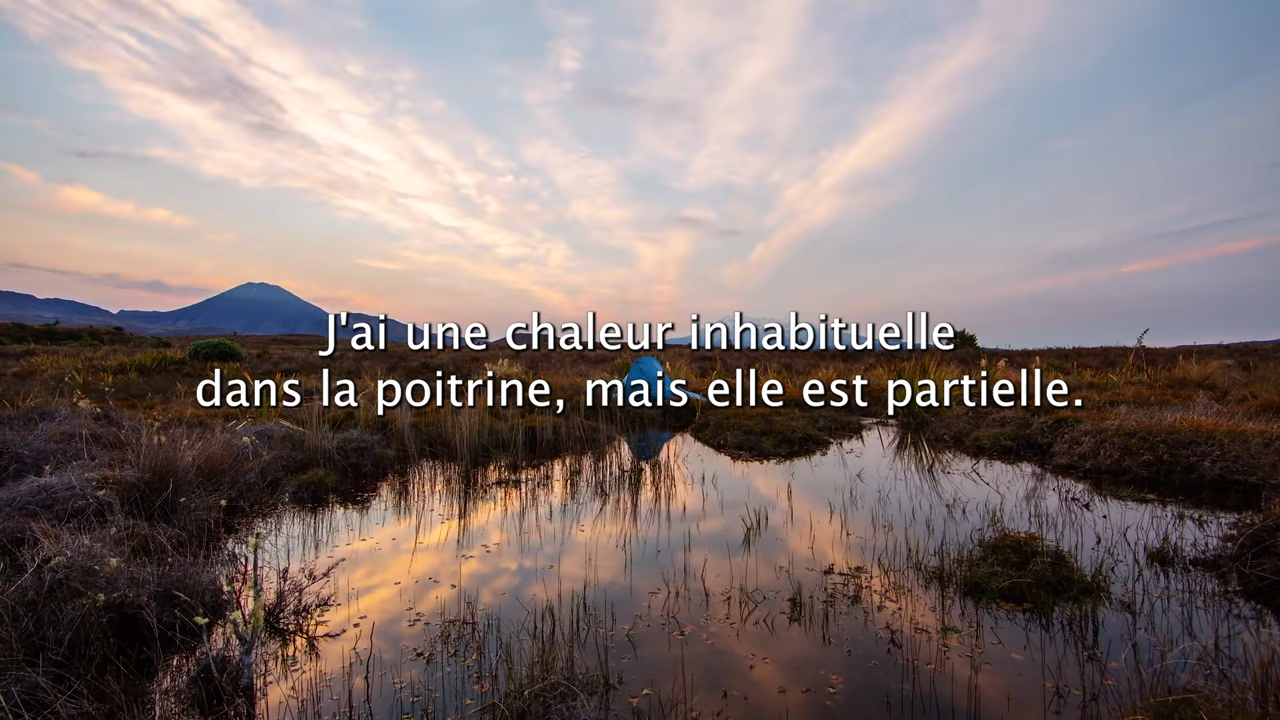 J'ai une chaleur inhabituelle
dans la poitrine, mais elle est partielle.